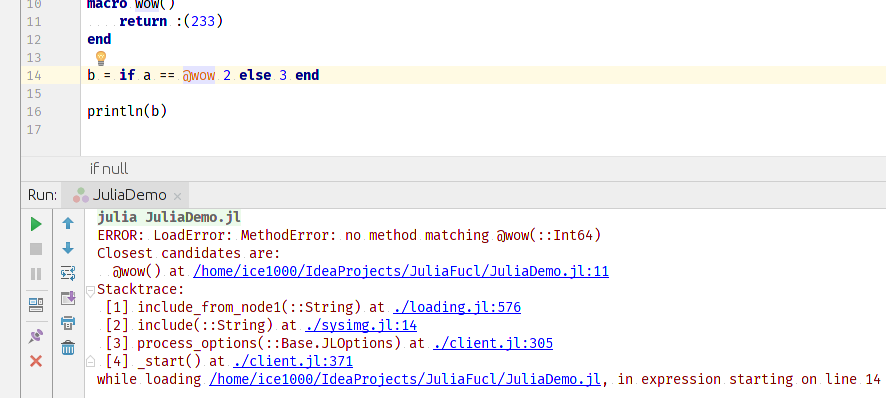 10 macro wow()
11     return :(233)
12 end
13
14 b = if a == @wow 2 else 3 end
15
16 println(b)
17
if null
Run: JuliaDemo ×
julia JuliaDemo.jl
ERROR: LoadError: MethodError: no method matching @wow(::Int64)
Closest candidates are:
  @wow() at /home/ice1000/IdeaProjects/JuliaFucl/JuliaDemo.jl:11
Stacktrace:
 [1] include_from_node1(::String) at ./loading.jl:576
 [2] include(::String) at ./sysimg.jl:14
 [3] process_options(::Base.JLOptions) at ./client.jl:305
 [4] _start() at ./client.jl:371
while loading /home/ice1000/IdeaProjects/JuliaFucl/JuliaDemo.jl, in expression starting on line 14